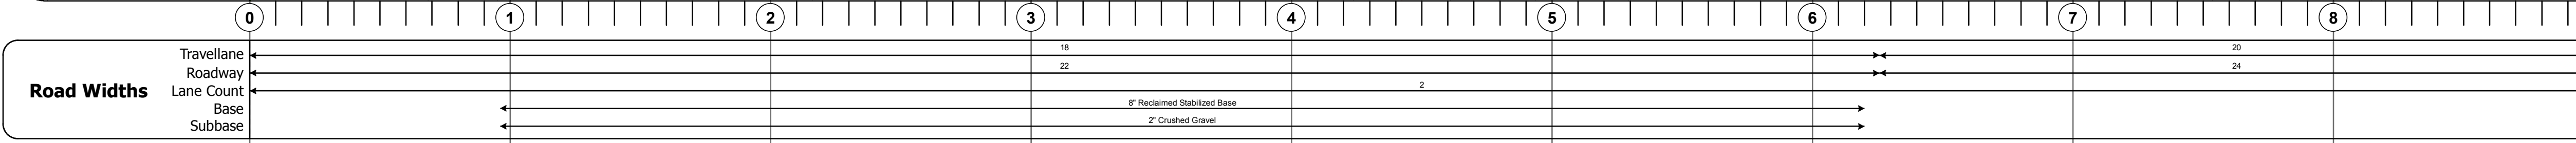 0 1 2 3 4 5 6 7 8
Travellane 18 20
Roadway 22 24
Road Widths
Lane Count 2
Base 8" Reclaimed Stabilized Base
Subbase 2" Crushed Gravel